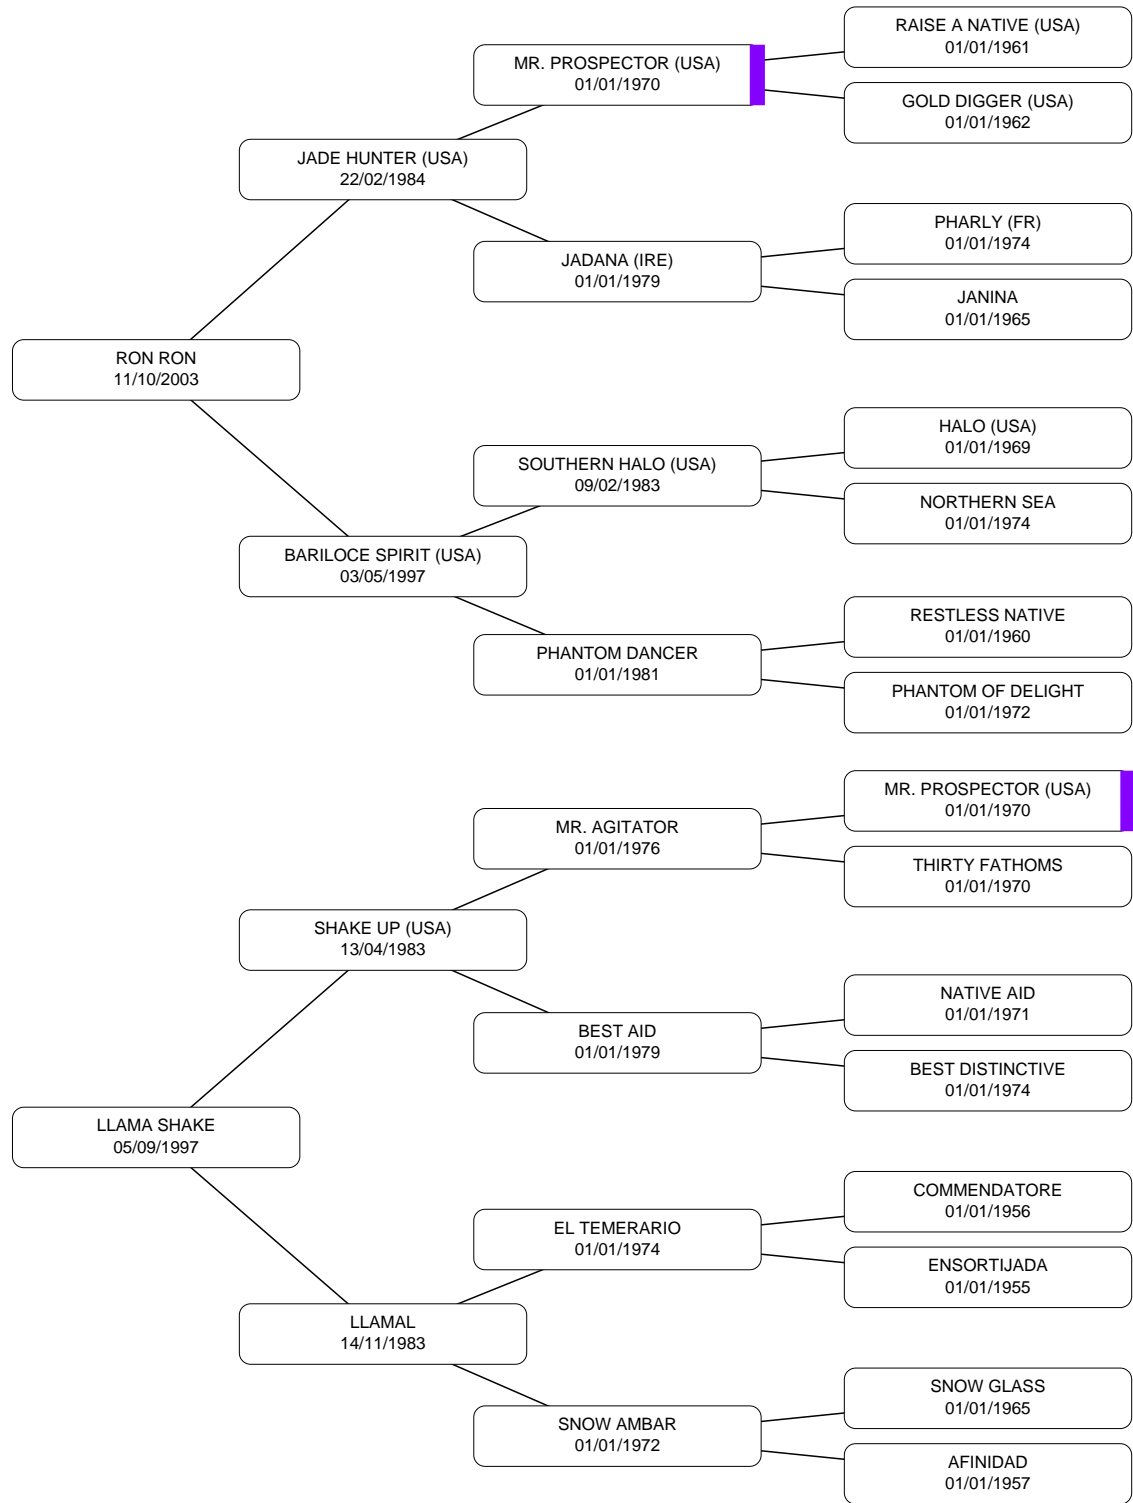 RAISE A NATIVE (USA)
01/01/1961
MR. PROSPECTOR (USA)
01/01/1970
GOLD DIGGER (USA)
01/01/1962
JADE HUNTER (USA)
22/02/1984
PHARLY (FR)
01/01/1974
JADANA (IRE)
01/01/1979
JANINA
01/01/1965
RON RON
11/10/2003
HALO (USA)
01/01/1969
SOUTHERN HALO (USA)
09/02/1983
NORTHERN SEA
01/01/1974
BARILOCE SPIRIT (USA)
03/05/1997
RESTLESS NATIVE
01/01/1960
PHANTOM DANCER
01/01/1981
PHANTOM OF DELIGHT
01/01/1972
MR. PROSPECTOR (USA)
01/01/1970
MR. AGITATOR
01/01/1976
THIRTY FATHOMS
01/01/1970
SHAKE UP (USA)
13/04/1983
NATIVE AID
01/01/1971
BEST AID
01/01/1979
BEST DISTINCTIVE
01/01/1974
LLAMA SHAKE
05/09/1997
COMMENDATORE
01/01/1956
EL TEMERARIO
01/01/1974
ENSORTIJADA
01/01/1955
LLAMAL
14/11/1983
SNOW GLASS
01/01/1965
SNOW AMBAR
01/01/1972
AFINIDAD
01/01/1957